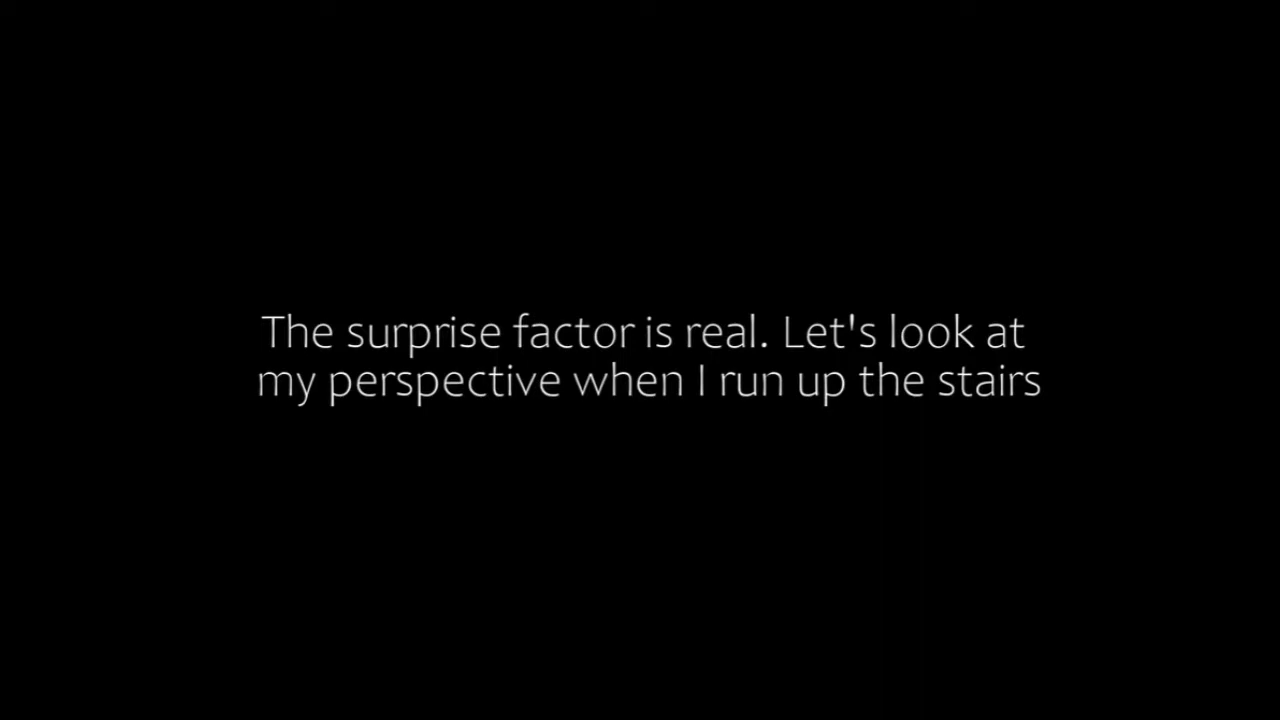 The surprise factor is real. Let's look at
my perspective when I run up the stairs